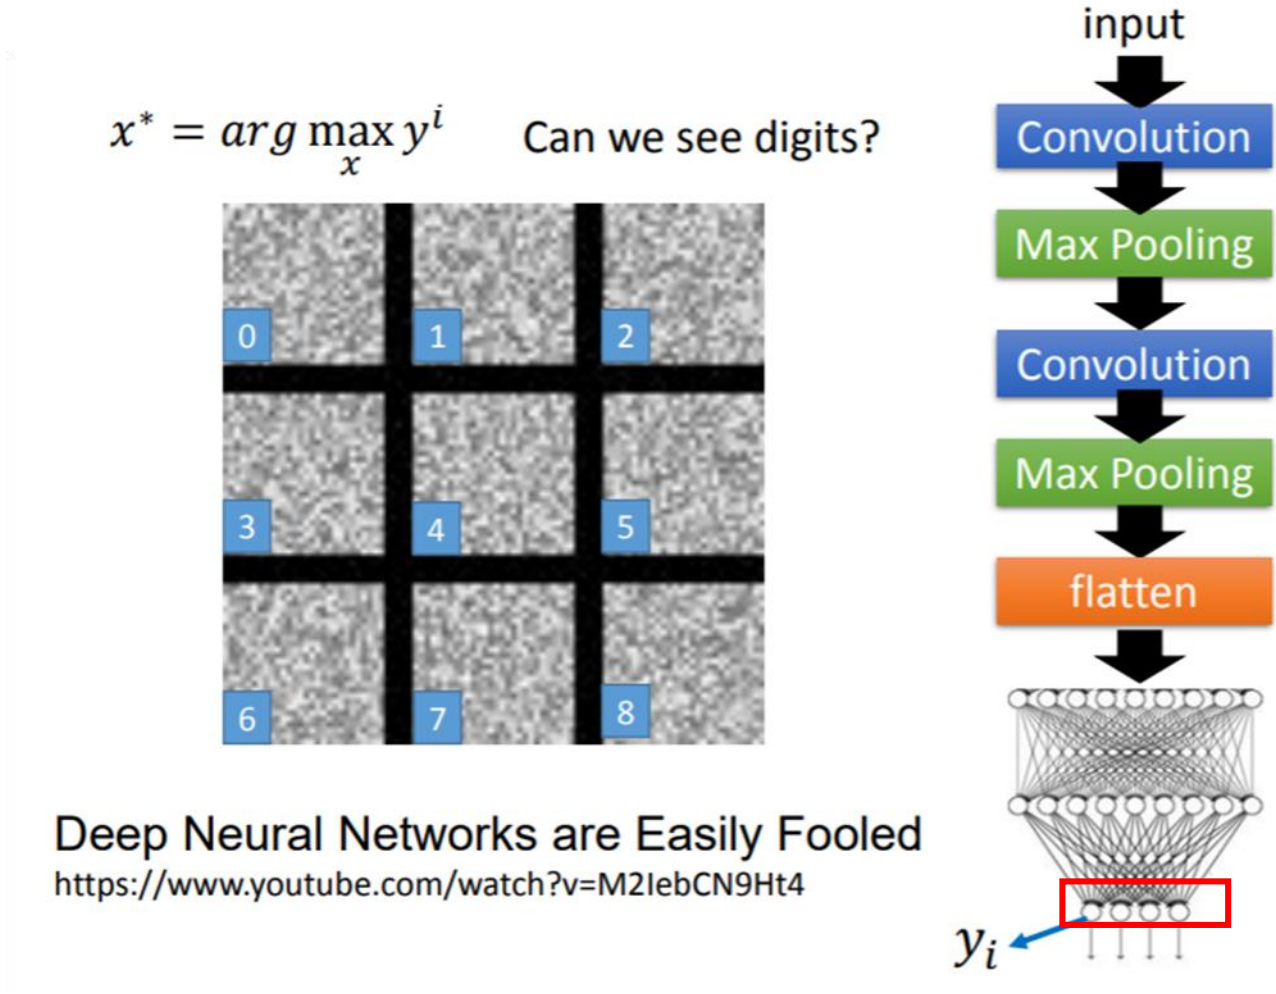 input
x* = arg max y^i
x
Can we see digits?
Convolution
Max Pooling
Convolution
Max Pooling
flatten
0
1
2
3
4
5
6
7
8
Deep Neural Networks are Easily Fooled
https://www.youtube.com/watch?v=M2IebCN9Ht4
y_i